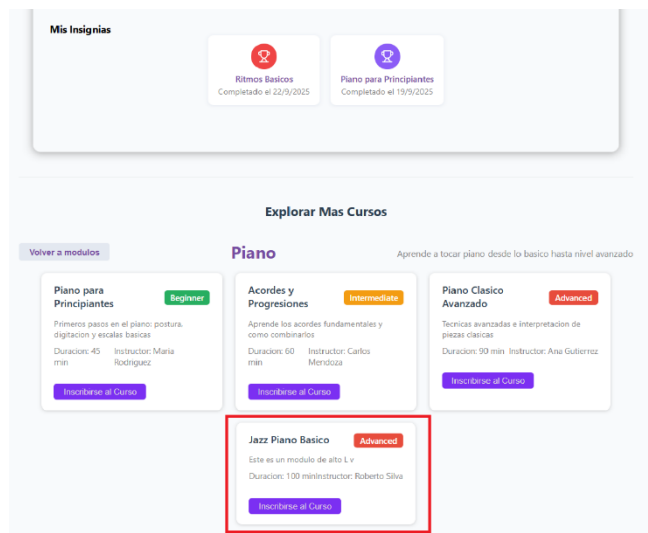 Mis Insignias
Ritmos Basicos
Completado el 22/9/2025
Piano para Principiantes
Completado el 19/9/2025
Explorar Mas Cursos
Volver a modulos
Piano
Aprende a tocar piano desde lo basico hasta nivel avanzado
Piano para
Principiantes
Beginner
Primeros pasos en el piano: postura,
digitacion y escalas basicas
Duracion: 45
min
Instructor: Maria
Rodriguez
Inscribirse al Curso
Acordes y
Progresiones
Intermediate
Aprende los acordes fundamentales y
como combinarlos
Duracion: 60
min
Instructor: Carlos
Mendoza
Inscribirse al Curso
Piano Clasico
Avanzado
Advanced
Tecnicas avanzadas e interpretacion de
piezas clasicas
Duracion: 90 min Instructor: Ana Gutierrez
Inscribirse al Curso
Jazz Piano Basico
Advanced
Este es un modulo de alto L v
Duracion: 100 minInstructor: Roberto Silva
Inscribirse al Curso